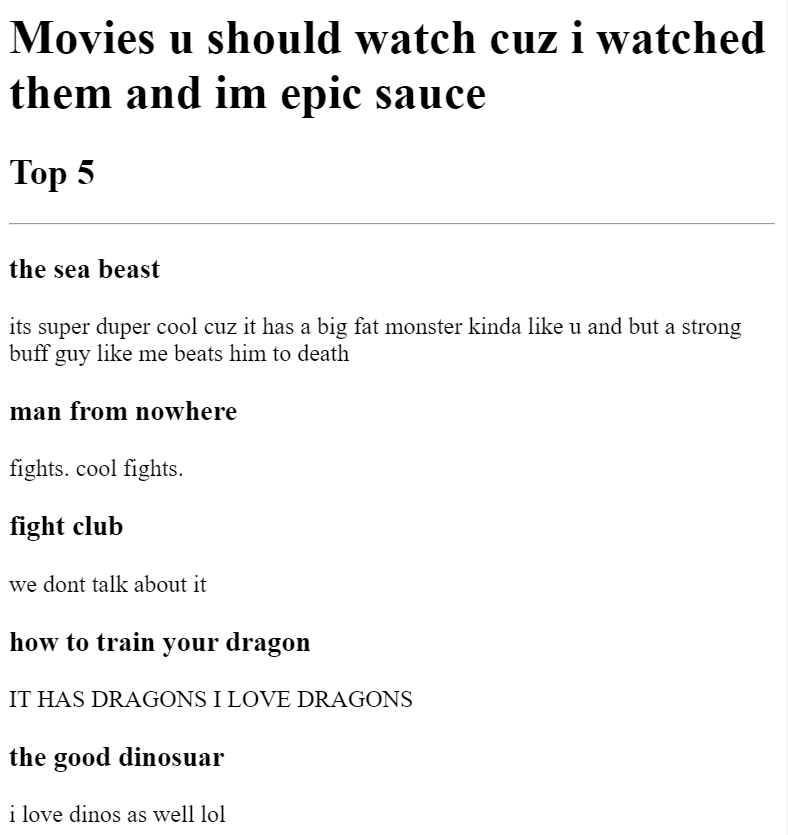 Movies u should watch cuz i watched
them and im epic sauce
Top 5
the sea beast
its super duper cool cuz it has a big fat monster kinda like u and but a strong
buff guy like me beats him to death
man from nowhere
fights. cool fights.
fight club
we dont talk about it
how to train your dragon
IT HAS DRAGONS I LOVE DRAGONS
the good dinosuar
i love dinos as well lol